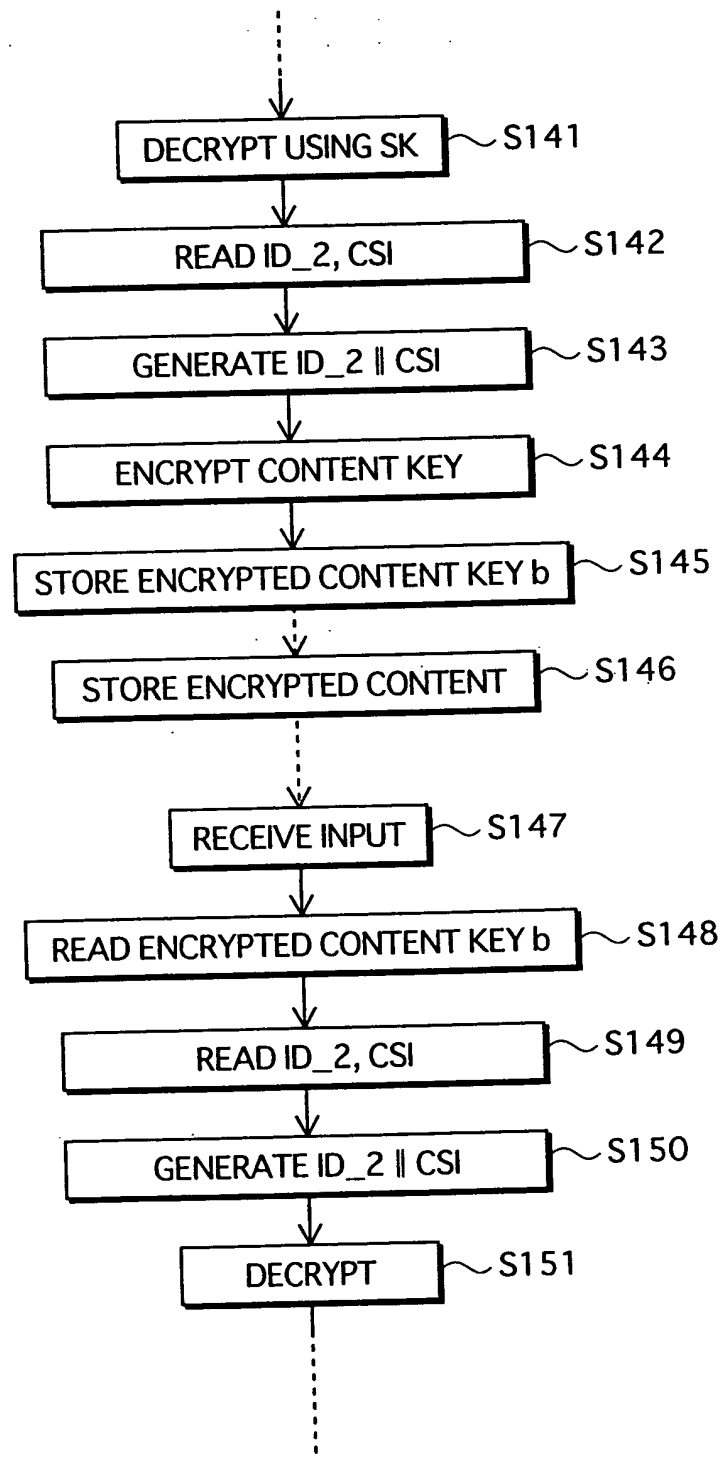 DECRYPT USING SK S141
READ ID_2, CSI S142
GENERATE ID_2 || CSI S143
ENCRYPT CONTENT KEY S144
STORE ENCRYPTED CONTENT KEY b S145
STORE ENCRYPTED CONTENT S146
RECEIVE INPUT S147
READ ENCRYPTED CONTENT KEY b S148
READ ID_2, CSI S149
GENERATE ID_2 || CSI S150
DECRYPT S151